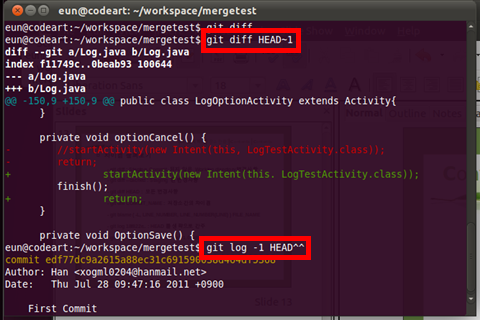 eun@codeart: ~/workspace/mergetest
eun@codeart:~/workspace/mergetest$ git diff
eun@codeart:~/workspace/mergetest$ git diff HEAD~1
diff --git a/Log.java b/Log.java
index f11749c..0beab93 100644
--- a/Log.java
+++ b/Log.java
@@ -150,9 +150,9 @@ public class LogOptionActivity extends Activity{
}
private void optionCancel() {
- //startActivity(new Intent(this, LogTestActivity.class));
- return;
+ startActivity(new Intent(this. LogTestActivity.class));
finish();
+ return;
}
private void OptionSave() {
eun@codeart:~/workspace/mergetest$ git log -1 HEAD^^
commit
Author: Han <xogml0204@hanmail.net>
Date: Thu Jul 28 09:47:16 2011 +0900
First Commit